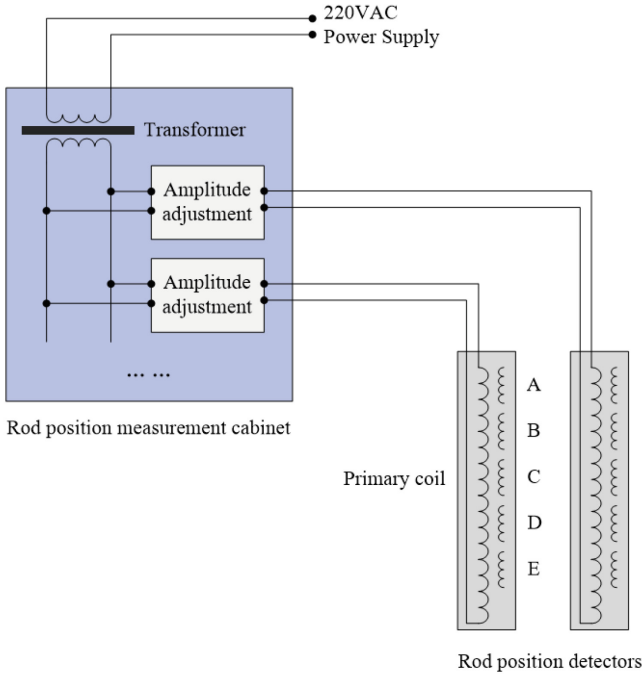 220VAC
Power Supply
Transformer
Amplitude
adjustment
Amplitude
adjustment
... ...
Rod position measurement cabinet
A
B
Primary coil
C
D
E
Rod position detectors